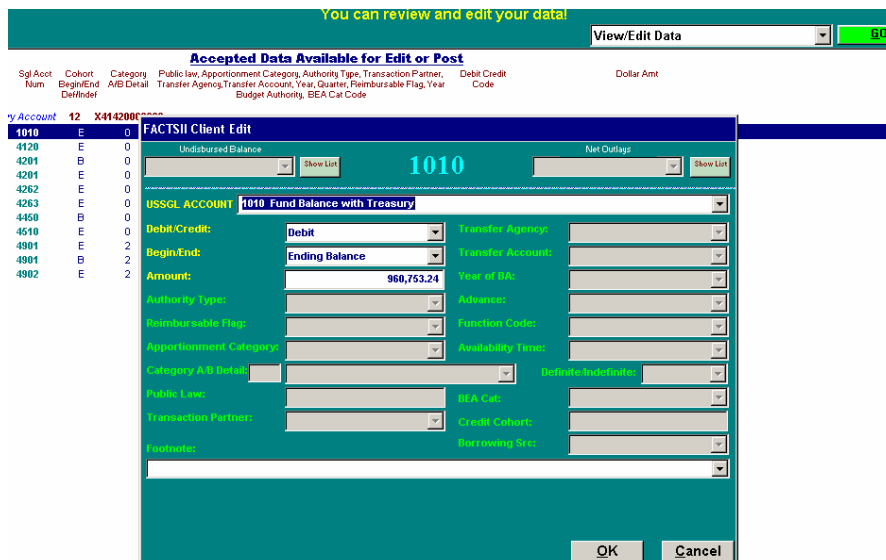 You can review and edit your data!
View/Edit Data
GO
Accepted Data Available for Edit or Post
Sgl Acct Num
Cohort Begin/End Def/Indef
Category A/B Detail
Public law, Apportionment Category, Authority Type, Transaction Partner, Transfer Agency,Transfer Account, Year, Quarter, Reimbursable Flag, Year Budget Authority, BEA Cat Code
Debit Credit Code
Dollar Amt
ry Account 12
1010 E 0
4120 E 0
4201 B 0
4201 E 0
4262 E 0
4263 E 0
4450 B 0
4510 E 0
4901 E 2
4901 B 2
4902 E 2
FACTSII Client Edit
Undisbursed Balance
Show List
1010
Net Outlays
Show List
USSGL ACCOUNT 1010 Fund Balance with Treasury
Debit/Credit: Debit
Transfer Agency:
Begin/End: Ending Balance
Transfer Account:
Amount: 960,753.24
Year of BA:
Authority Type:
Advance:
Reimbursable Flag:
Function Code:
Apportionment Category:
Availability Time:
Category A/B Detail:
Definite/Indefinite:
Public Law:
BEA Cat:
Transaction Partner:
Credit Cohort:
Borrowing Src:
Footnote:
OK Cancel